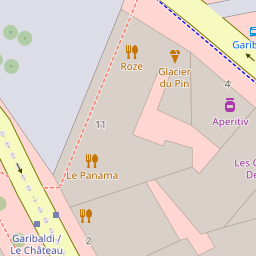 Garib
Roze
Glacier
du Pin
4
Aperitiv
11
Les C
De
Le Panama
Garibaldi /
Le Château
2